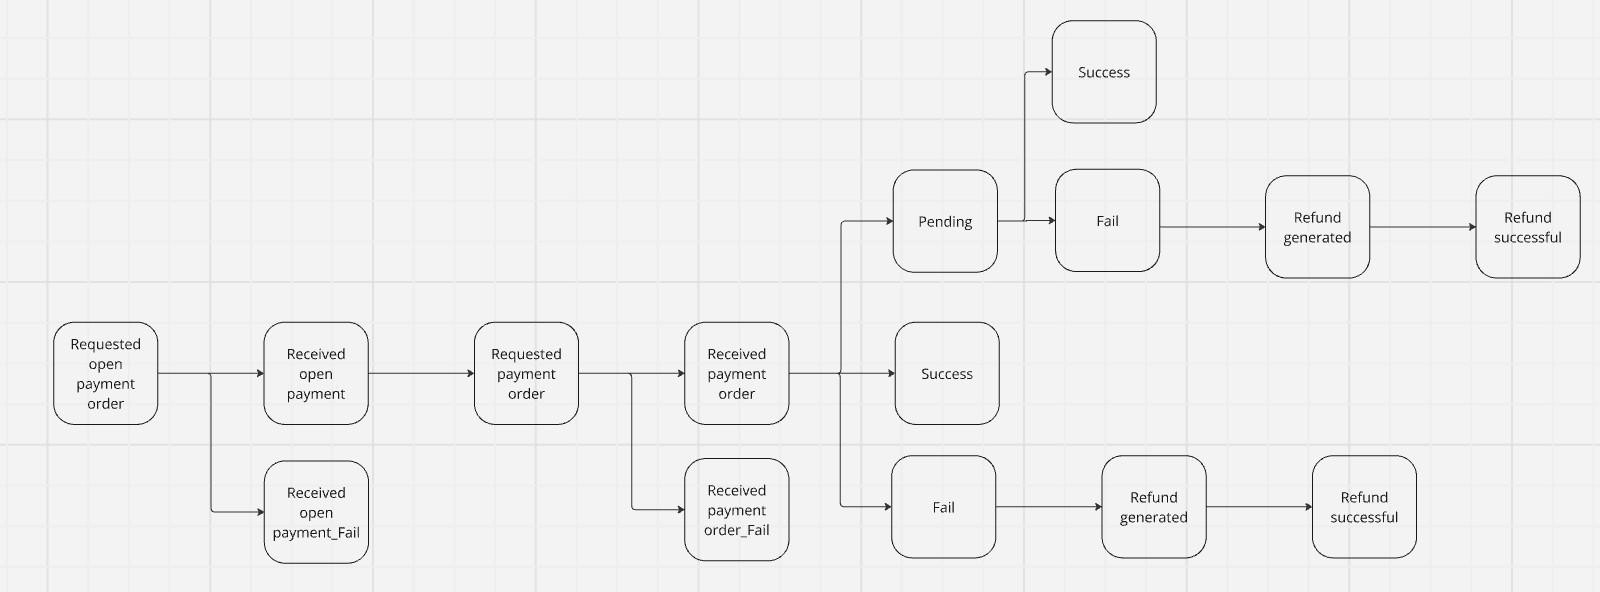 Success
Pending
Fail
Refund
generated
Refund
successful
Requested
open
payment
order
Received
open
payment
Requested
payment
order
Received
payment
order
Success
Received
open
payment_Fail
Received
payment
order_Fail
Fail
Refund
generated
Refund
successful